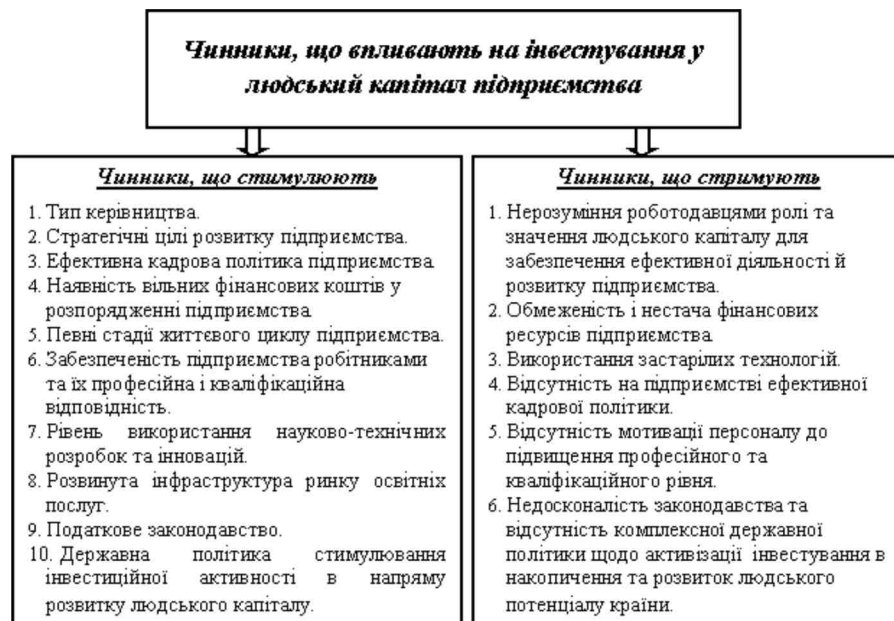 Чинники, що впливають на інвестування у
людський капітал підприємства
Чинники, що стимулюють
1. Тип керівництва.
2. Стратегічні цілі розвитку підприємства.
3. Ефективна кадрова політика підприємства.
4. Наявність вільних фінансових коштів у
розпорядженні підприємства.
5. Певні стадії життєвого циклу підприємства.
6. Забезпеченість підприємства робітниками
та їх професійна і кваліфікаційна
відповідність.
7. Рівень використання науково-технічних
розробок та інновацій.
8. Розвинута інфраструктура ринку освітніх
послуг.
9. Податкове законодавство.
10. Державна політика стимулювання
інвестиційної активності в напряму
розвитку людського капіталу.
Чинники, що стримують
1. Нерозуміння роботодавцями ролі та
значення людського капіталу для
забезпечення ефективної діяльності й
розвитку підприємства.
2. Обмеженість і нестача фінансових
ресурсів підприємства.
3. Використання застарілих технологій.
4. Відсутність на підприємстві ефективної
кадрової політики.
5. Відсутність мотивації персоналу до
підвищення професійного та
кваліфікаційного рівня.
6. Недосконалість законодавства та
відсутність комплексної державної
політики щодо активізації інвестування в
накопичення та розвиток людського
потенціалу країни.